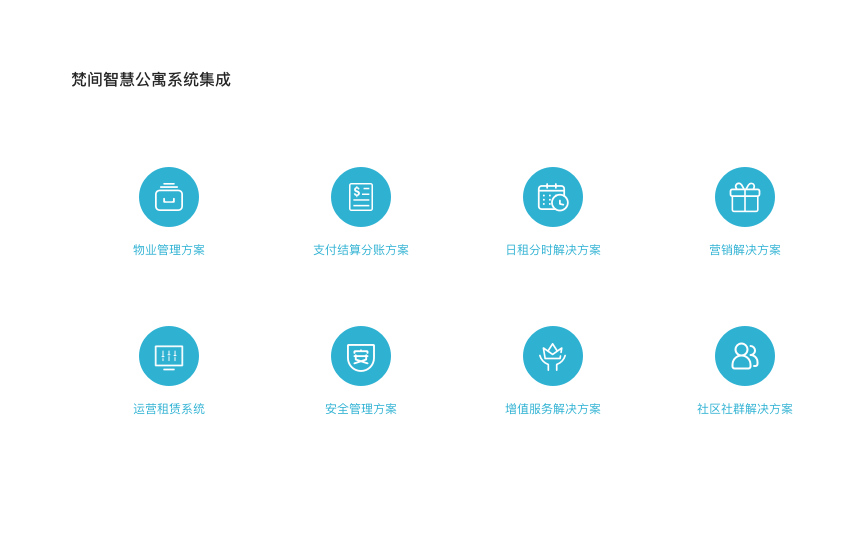 梵间智慧公寓系统集成
物业管理方案
支付结算分账方案
日租分时解决方案
营销解决方案
运营租赁系统
安全管理方案
增值服务解决方案
社区社群解决方案